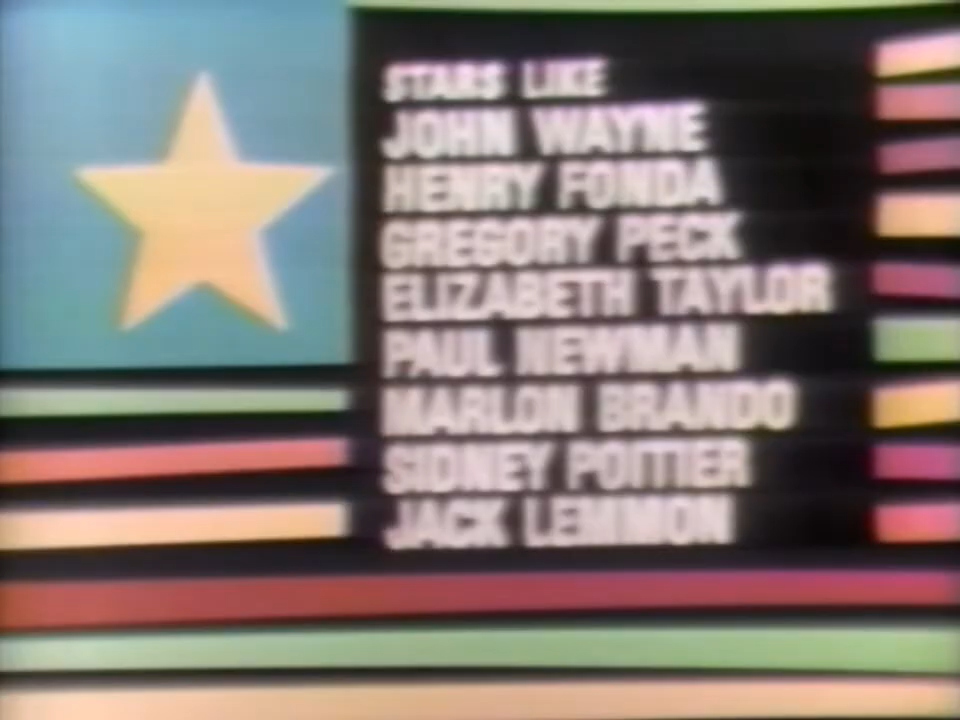 STARS LIKE
JOHN WAYNE
HENRY FONDA
GREGORY PECK
ELIZABETH TAYLOR
PAUL NEWMAN
MARLON BRANDO
SIDNEY POITIER
JACK LEMMON